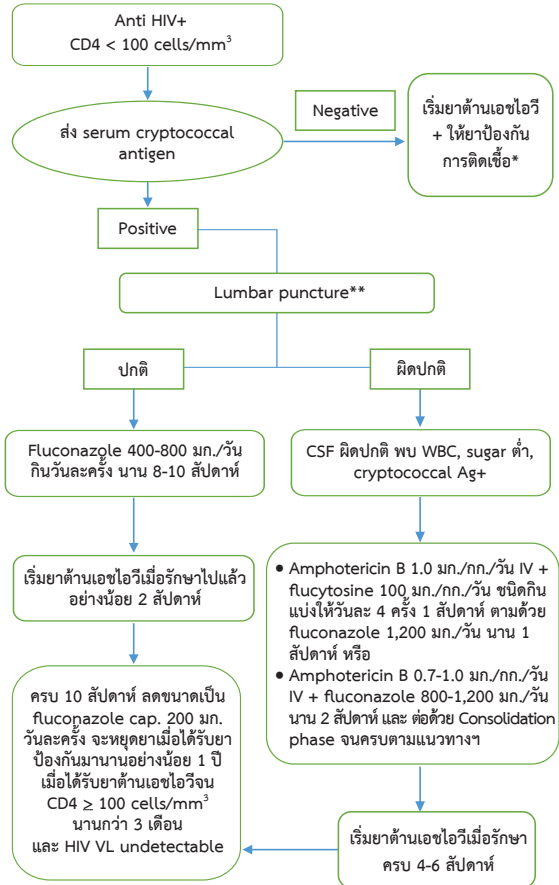 Anti HIV+
CD4 < 100 cells/mm³
ส่ง serum cryptococcal
antigen
Negative
เริ่มยาต้านเอชไอวี
+ ให้ยาป้องกัน
การติดเชื้อ*
Positive
Lumbar puncture**
ปกติ
ผิดปกติ
Fluconazole 400-800 มก./วัน
กินวันละครั้ง นาน 8-10 สัปดาห์
CSF ผิดปกติ พบ WBC, sugar ต่ำ,
cryptococcal Ag+
เริ่มยาต้านเอชไอวีเมื่อรักษาไปแล้ว
อย่างน้อย 2 สัปดาห์
• Amphotericin B 1.0 มก./กก./วัน IV +
flucytosine 100 มก./กก./วัน ชนิดกิน
แบ่งให้วันละ 4 ครั้ง 1 สัปดาห์ ตามด้วย
fluconazole 1,200 มก./วัน นาน 1
สัปดาห์ หรือ
• Amphotericin B 0.7-1.0 มก./กก./วัน
IV + fluconazole 800-1,200 มก./วัน
นาน 2 สัปดาห์ และ ต่อด้วย Consolidation
phase จนครบตามแนวทางฯ
ครบ 10 สัปดาห์ ลดขนาดเป็น
fluconazole cap. 200 มก.
วันละครั้ง จะหยุดยาเมื่อได้รับยา
ป้องกันมานานอย่างน้อย 1 ปี
เมื่อได้รับยาต้านเอชไอวีจน
CD4 ≥ 100 cells/mm³
นานกว่า 3 เดือน
และ HIV VL undetectable
เริ่มยาต้านเอชไอวีเมื่อรักษา
ครบ 4-6 สัปดาห์